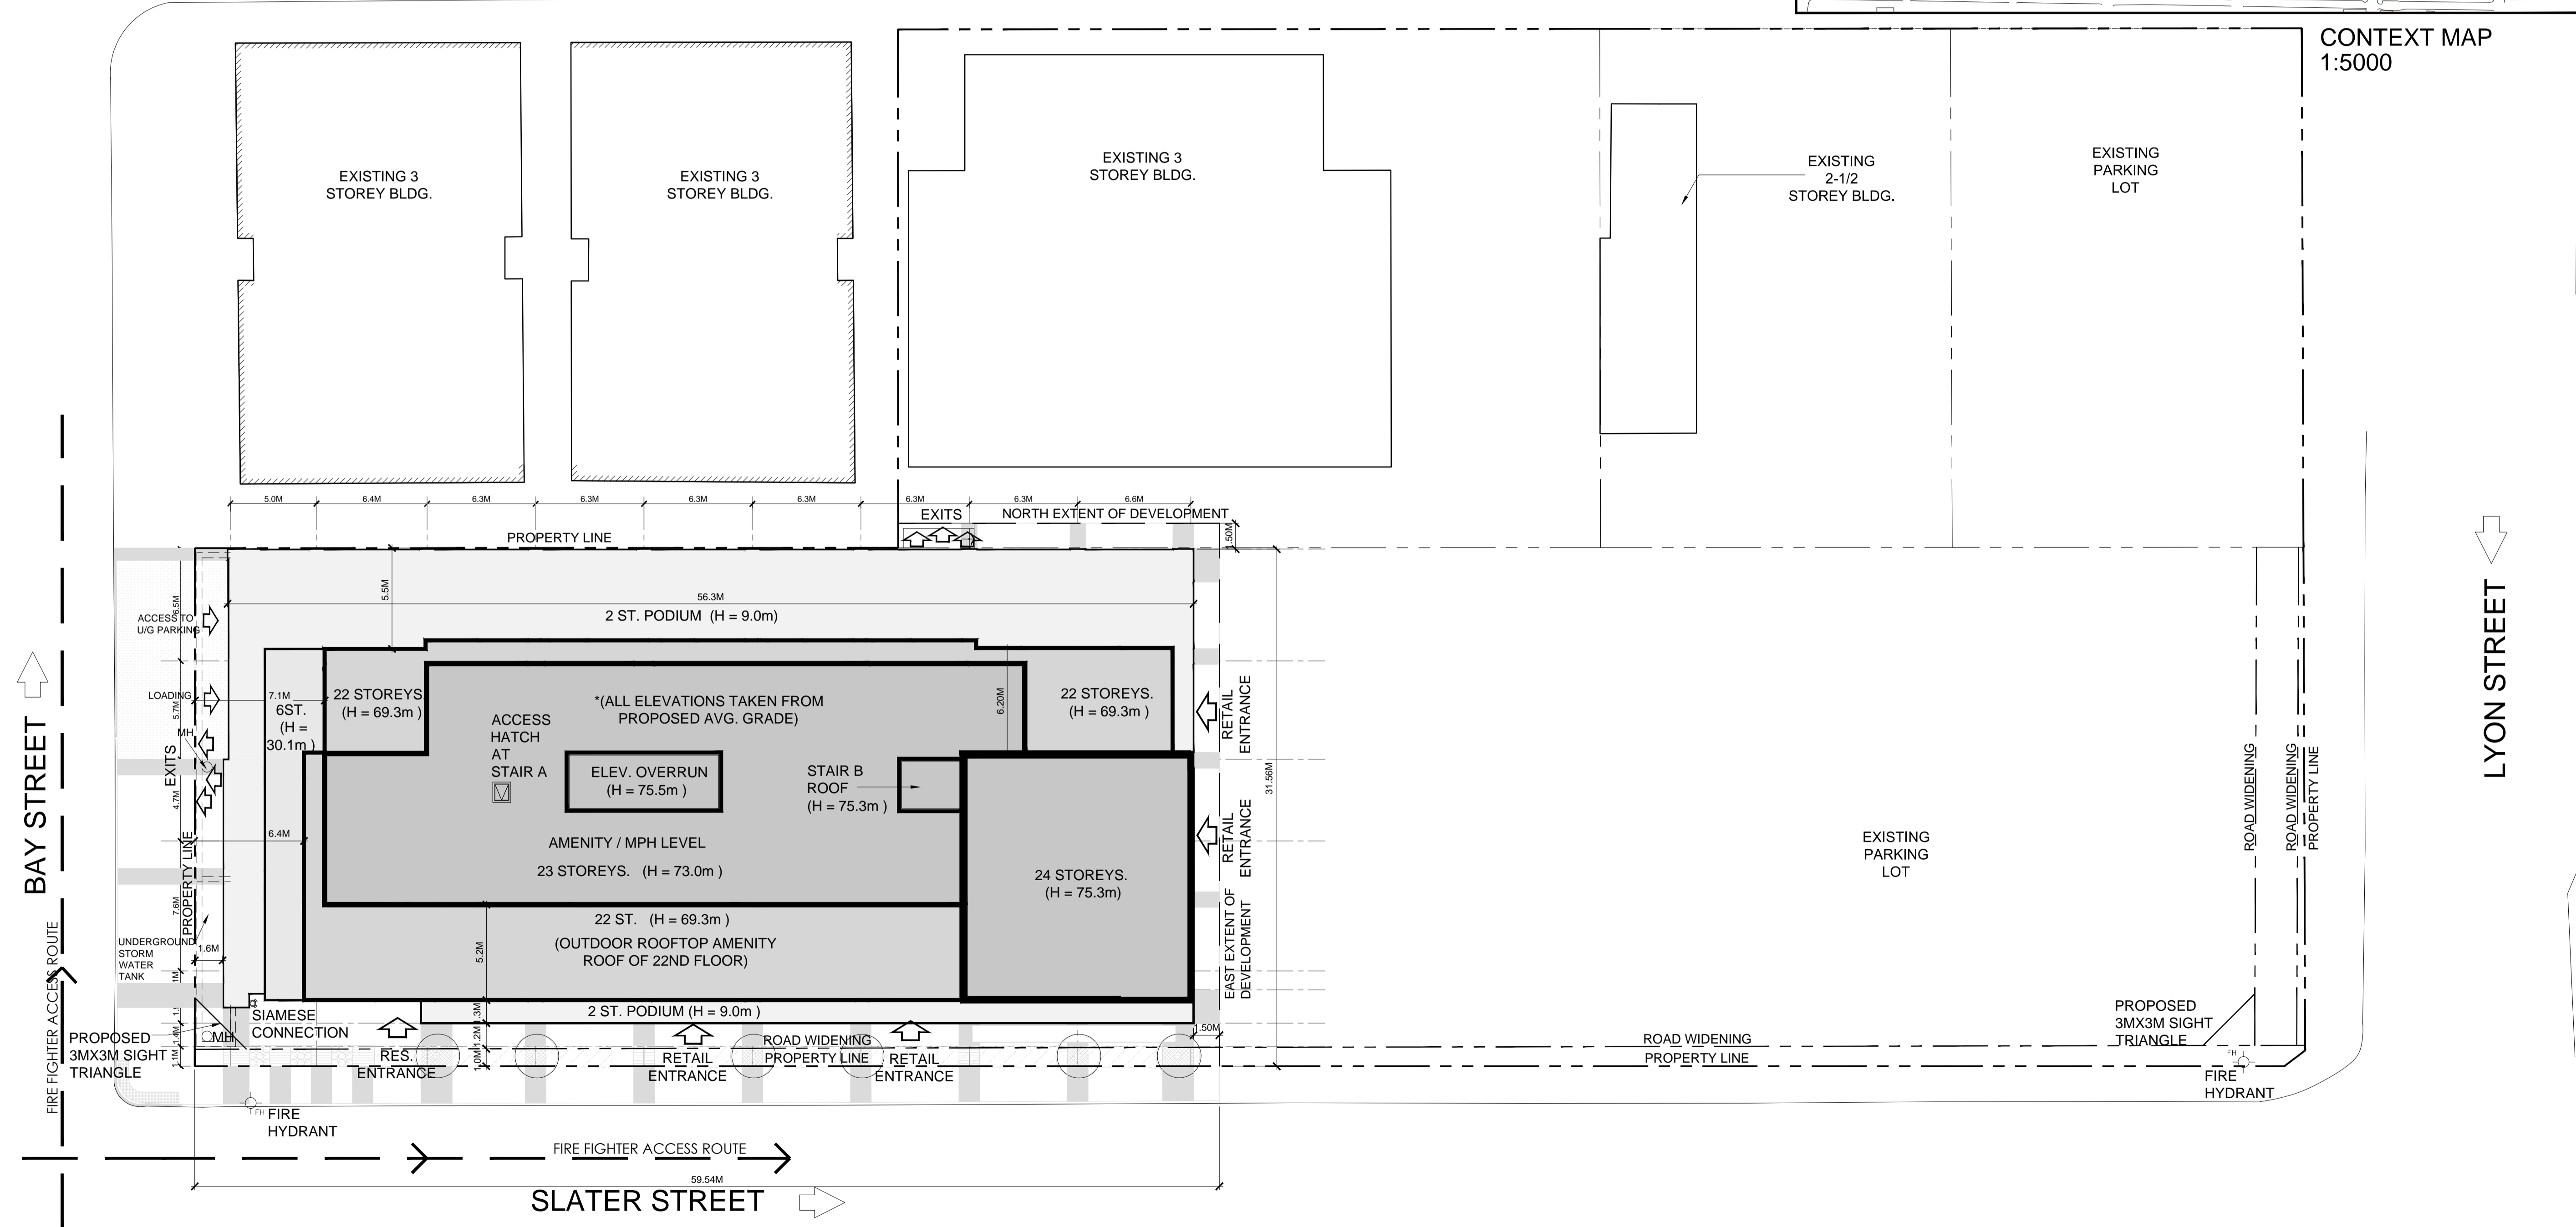 CONTEXT MAP
1:5000
EXISTING 3
STOREY BLDG.
EXISTING 3
STOREY BLDG.
EXISTING 3
STOREY BLDG.
EXISTING
2-1/2
STOREY BLDG.
EXISTING
PARKING
LOT
5.0M
6.4M
6.3M
6.3M
6.3M
6.3M
6.3M
6.3M
6.6M
EXITS
NORTH EXTENT OF DEVELOPMENT
PROPERTY LINE
1.50M
5.5M
56.3M
2 ST. PODIUM (H = 9.0m)
6.5M
ACCESS TO
U/G PARKING
LOADING
5.7M
MH
EXITS
4.7M
7.1M
6ST.
(H =
30.1m )
22 STOREYS
(H = 69.3m )
*(ALL ELEVATIONS TAKEN FROM
PROPOSED AVG. GRADE)
6.20M
22 STOREYS.
(H = 69.3m )
ACCESS
HATCH
AT
STAIR A
ELEV. OVERRUN
(H = 75.5m )
STAIR B
ROOF
(H = 75.3m )
RETAIL
ENTRANCE
31.56M
6.4M
AMENITY / MPH LEVEL
23 STOREYS. (H = 73.0m )
24 STOREYS.
(H = 75.3m)
RETAIL
ENTRANCE
EXISTING
PARKING
LOT
ROAD WIDENING
ROAD WIDENING
PROPERTY LINE
LYON STREET
BAY STREET
FIRE FIGHTER ACCESS ROUTE
PROPERTY LINE
7.6M
UNDERGROUND
STORM
WATER
TANK
1.6M
1M
22 ST. (H = 69.3m )
(OUTDOOR ROOFTOP AMENITY
ROOF OF 22ND FLOOR)
5.2M
EAST EXTENT OF
DEVELOPMENT
SIAMESE
CONNECTION
2 ST. PODIUM (H = 9.0m )
1.3M
1.2M
1.0M
1.4M
1.1M
MH
PROPOSED
3MX3M SIGHT
TRIANGLE
RES.
ENTRANCE
RETAIL
ENTRANCE
ROAD WIDENING
PROPERTY LINE
RETAIL
ENTRANCE
1.50M
ROAD WIDENING
PROPERTY LINE
PROPOSED
3MX3M SIGHT
TRIANGLE
FH
FIRE
HYDRANT
FH
FIRE
HYDRANT
FIRE FIGHTER ACCESS ROUTE
59.54M
SLATER STREET